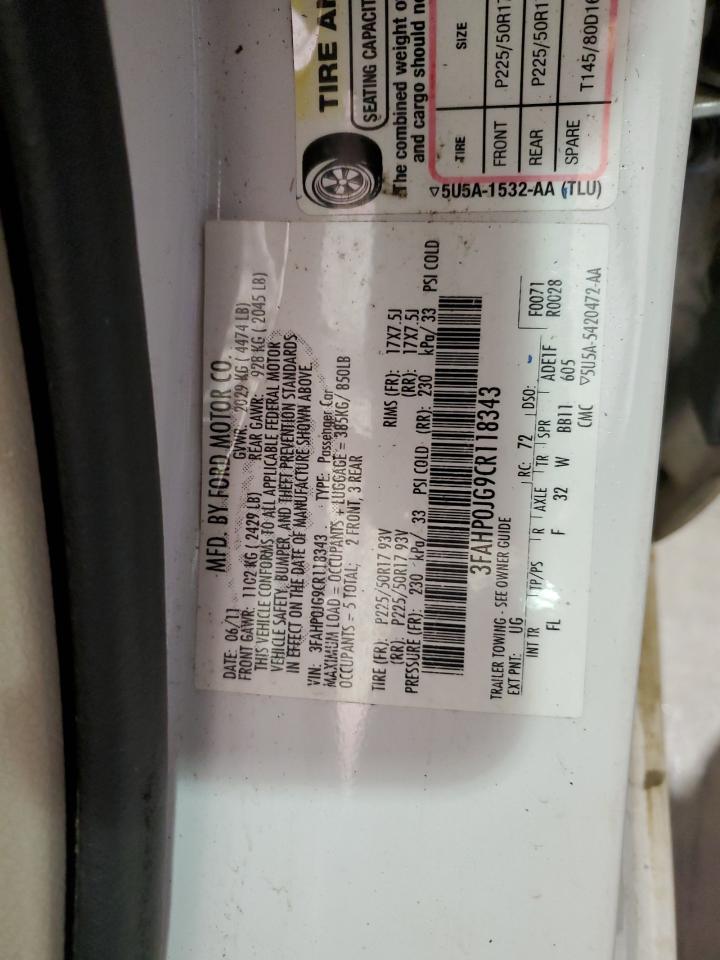 MFD. BY FORD MOTOR CO.
DATE: 06/11 GVWR: 2029 KG ( 4474 LB)
FRONT GAWR: 1102 KG ( 2429 LB) REAR GAWR: 928 KG ( 2045 LB)
THIS VEHICLE CONFORMS TO ALL APPLICABLE FEDERAL MOTOR
VEHICLE SAFETY, BUMPER, AND THEFT PREVENTION STANDARDS
IN EFFECT ON THE DATE OF MANUFACTURE SHOWN ABOVE.
VIN: 3FAHP0JG9CR118343 TYPE: Passenger Car
MAXIMUM LOAD = OCCUPANTS + LUGGAGE = 385KG/ 850LB
OCCUPANTS = 5 TOTAL; 2 FRONT, 3 REAR
TIRE (FR): P225/50R17 93V RIMS (FR): 17X7.5J
(RR): P225/50R17 93V (RR): 17X7.5J
PRESSURE (FR): 230 kPa/ 33 PSI COLD (RR): 230 kPa/ 33 PSI COLD
3FAHP0JG9CR118343
TRAILER TOWING - SEE OWNER GUIDE
EXT PNT: UG RC: 72 DSO: F0071
R0028
INT TR TP/PS R AXLE TR SPR ADE1F
FL F 32 W BB11 605
CMC ▽5U5A-5420472-AA
TIRE
SEATING CAPACIT
The combined weight o
and cargo should
TIRE SIZE
FRONT P225/50R17
REAR P225/50R17
SPARE T145/80D16
▽5U5A-1532-AA (TLU)